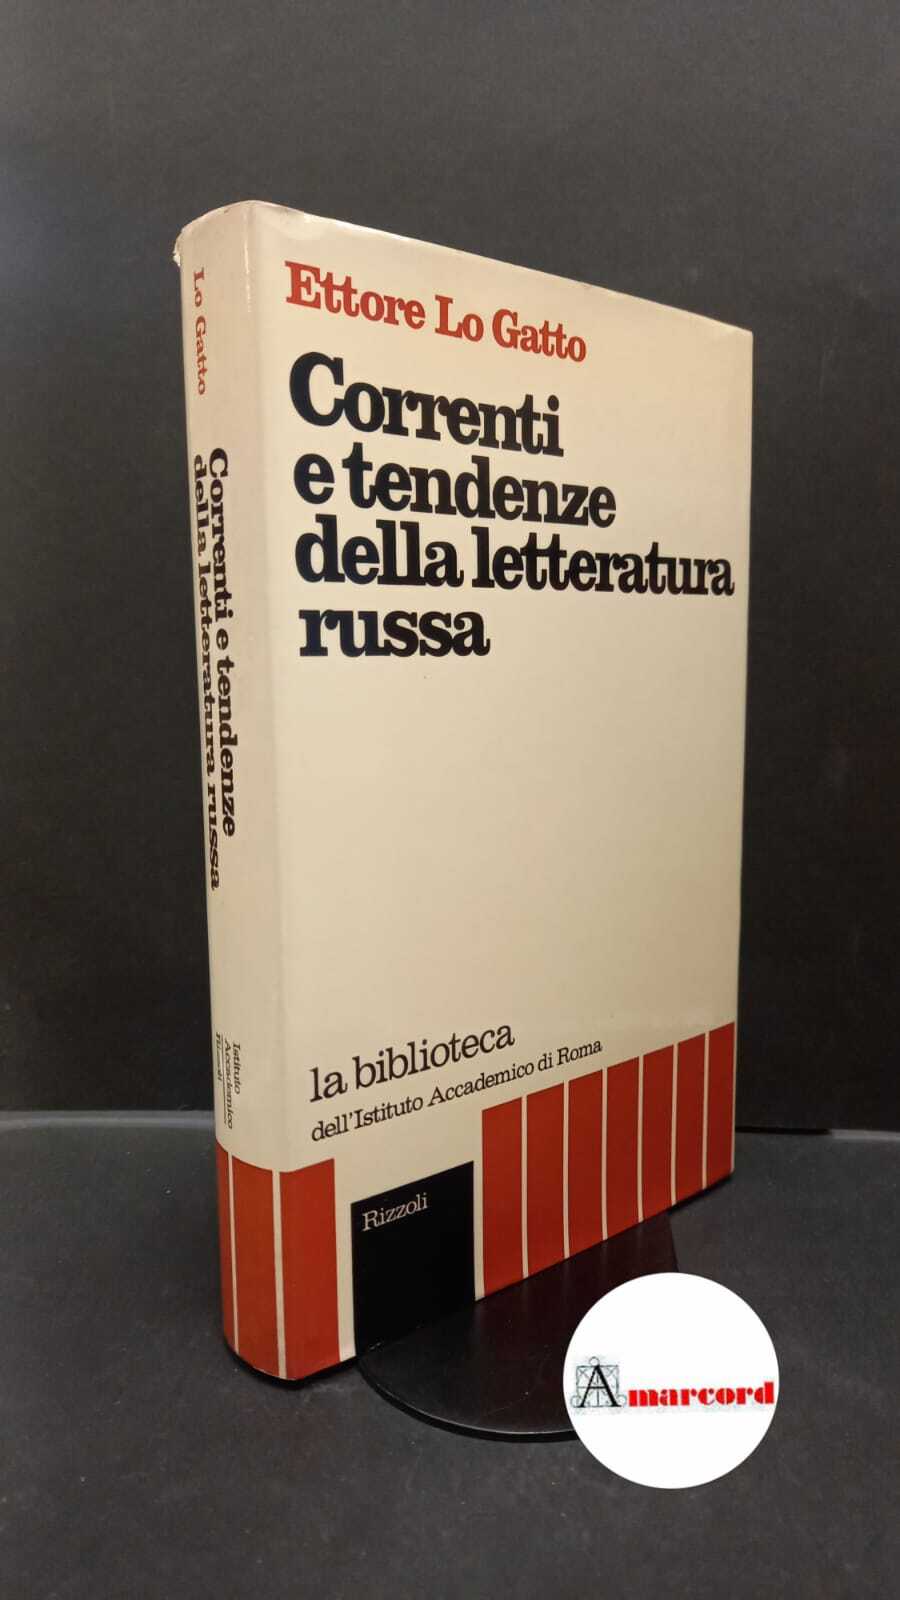 Ettore Lo Gatto
Correnti
e tendenze
della letteratura
russa
la biblioteca
dell'Istituto Accademico di Roma
Rizzoli
Lo Gatto
Correnti e tendenze
della letteratura russa
Istituto
Accademico
Rizzoli
Amarcord